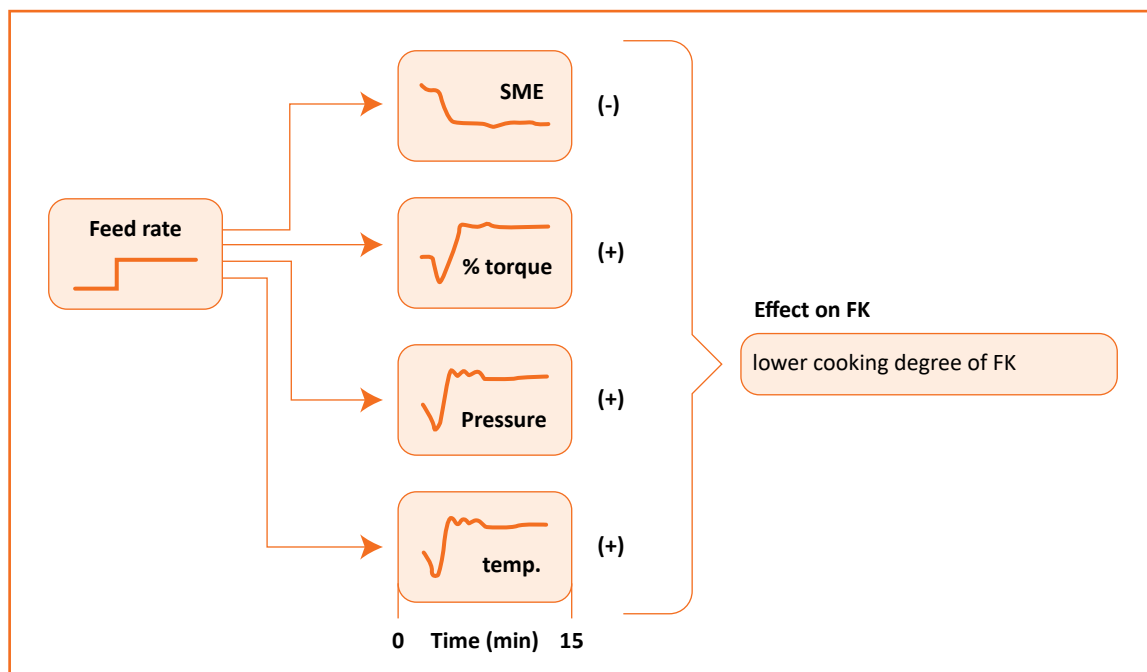 SME
(-)
Feed rate
% torque
(+)
Effect on FK
lower cooking degree of FK
Pressure
(+)
temp.
(+)
0 Time (min) 15